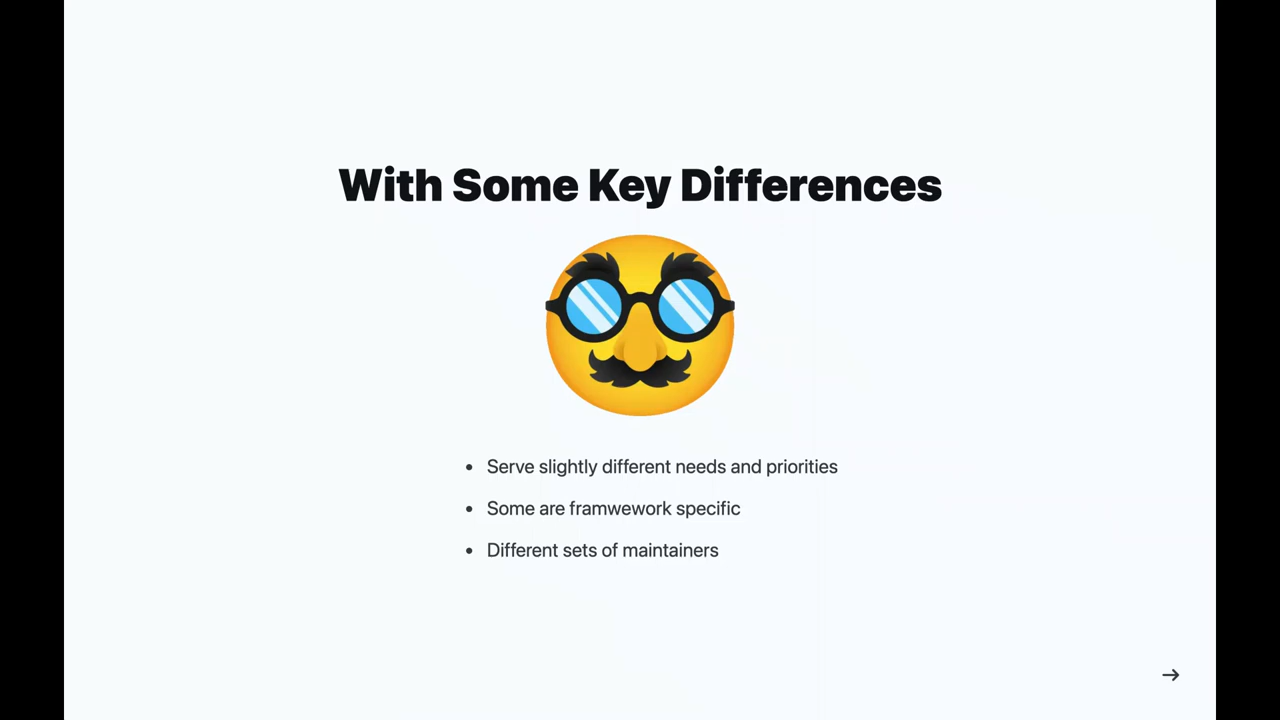 With Some Key Differences
• Serve slightly different needs and priorities
• Some are framwework specific
• Different sets of maintainers